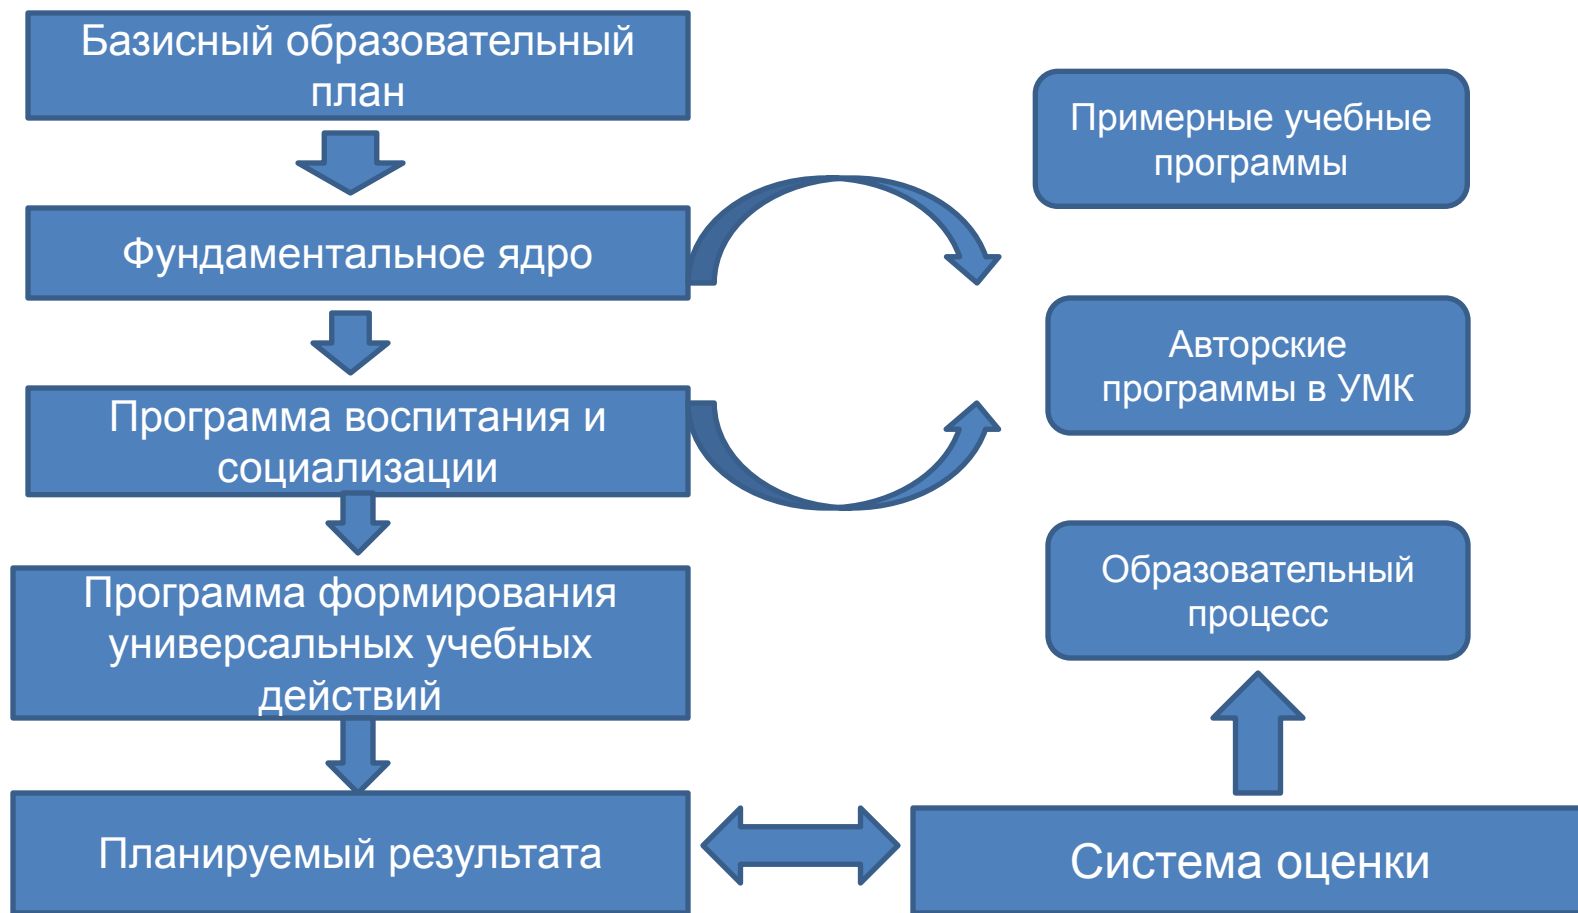 Базисный образовательный
план
Фундаментальное ядро
Программа воспитания и
социализации
Программа формирования
универсальных учебных
действий
Планируемый результата
Примерные учебные
программы
Авторские
программы в УМК
Образовательный
процесс
Система оценки